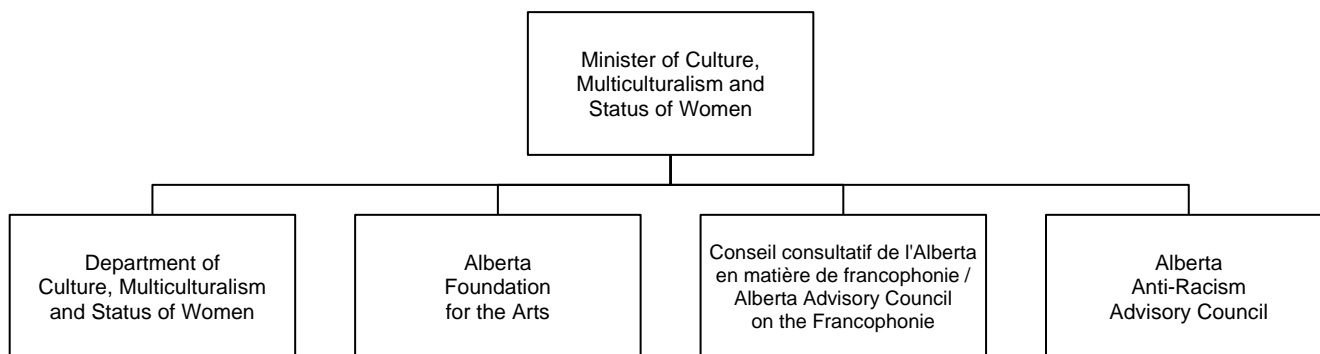 Minister of Culture,
Multiculturalism and
Status of Women
Department of
Culture, Multiculturalism
and Status of Women
Alberta
Foundation
for the Arts
Conseil consultatif de l'Alberta
en matière de francophonie /
Alberta Advisory Council
on the Francophonie
Alberta
Anti-Racism
Advisory Council